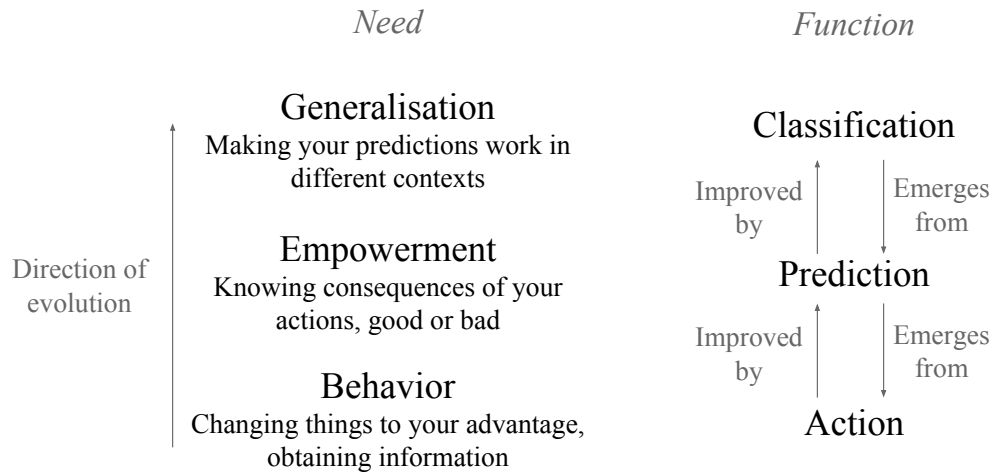 Need
Function
Generalisation
Making your predictions work in
different contexts
Classification
Improved
by
Emerges
from
Direction of
evolution
Empowerment
Knowing consequences of your
actions, good or bad
Prediction
Improved
by
Emerges
from
Behavior
Changing things to your advantage,
obtaining information
Action